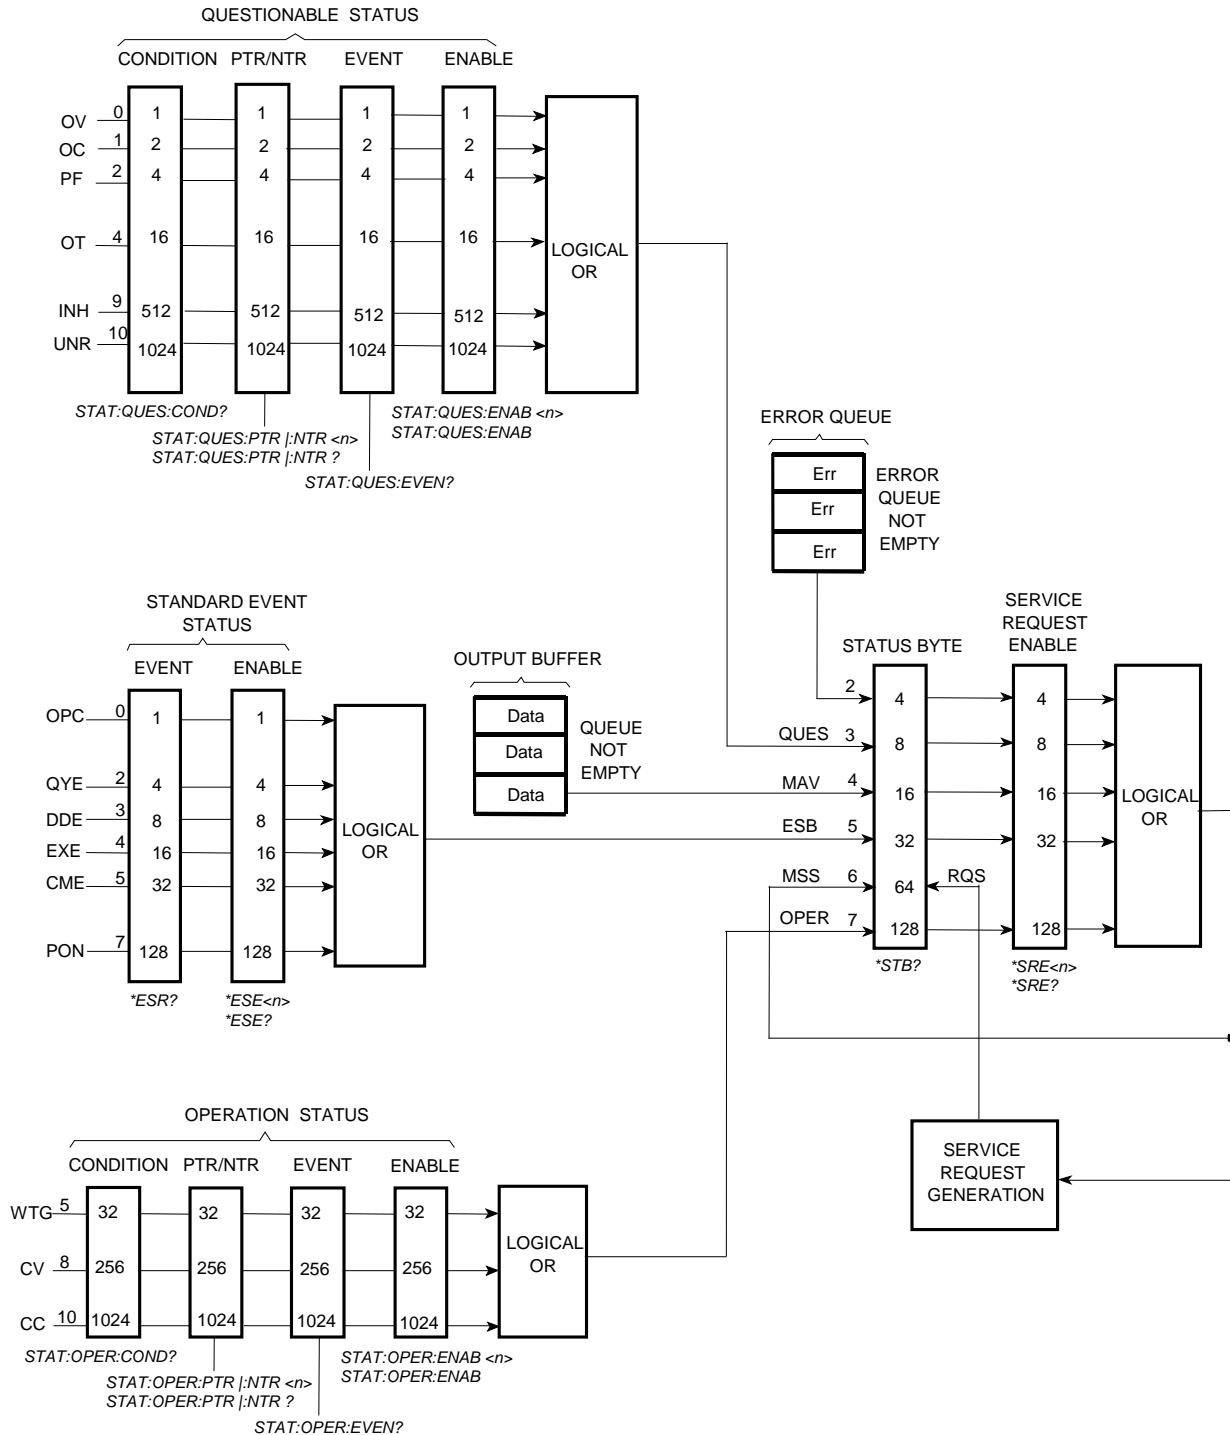 QUESTIONABLE STATUS
CONDITION PTR/NTR EVENT ENABLE
OV 0 1 1 1 1
OC 1 2 2 2 2
PF 2 4 4 4 4
OT 4 16 16 16 16
LOGICAL
OR
INH 9 512 512 512 512
UNR 10 1024 1024 1024 1024
STAT:QUES:COND?
STAT:QUES:PTR |:NTR <n>
STAT:QUES:PTR |:NTR ?
STAT:QUES:EVEN?
STAT:QUES:ENAB <n>
STAT:QUES:ENAB
ERROR QUEUE
Err
Err
Err
ERROR
QUEUE
NOT
EMPTY
STANDARD EVENT
STATUS
EVENT ENABLE
OPC 0 1 1
QYE 2 4 4
DDE 3 8 8
EXE 4 16 16
CME 5 32 32
PON 7 128 128
LOGICAL
OR
*ESR?
*ESE<n>
*ESE?
OUTPUT BUFFER
Data
Data
Data
QUEUE
NOT
EMPTY
STATUS BYTE
SERVICE
REQUEST
ENABLE
2 4 4
QUES 3 8 8
MAV 4 16 16
ESB 5 32 32
MSS 6 64 RQS
OPER 7 128 128
LOGICAL
OR
*STB?
*SRE<n>
*SRE?
SERVICE
REQUEST
GENERATION
OPERATION STATUS
CONDITION PTR/NTR EVENT ENABLE
WTG 5 32 32 32 32
CV 8 256 256 256 256
CC 10 1024 1024 1024 1024
LOGICAL
OR
STAT:OPER:COND?
STAT:OPER:PTR |:NTR <n>
STAT:OPER:PTR |:NTR ?
STAT:OPER:EVEN?
STAT:OPER:ENAB <n>
STAT:OPER:ENAB